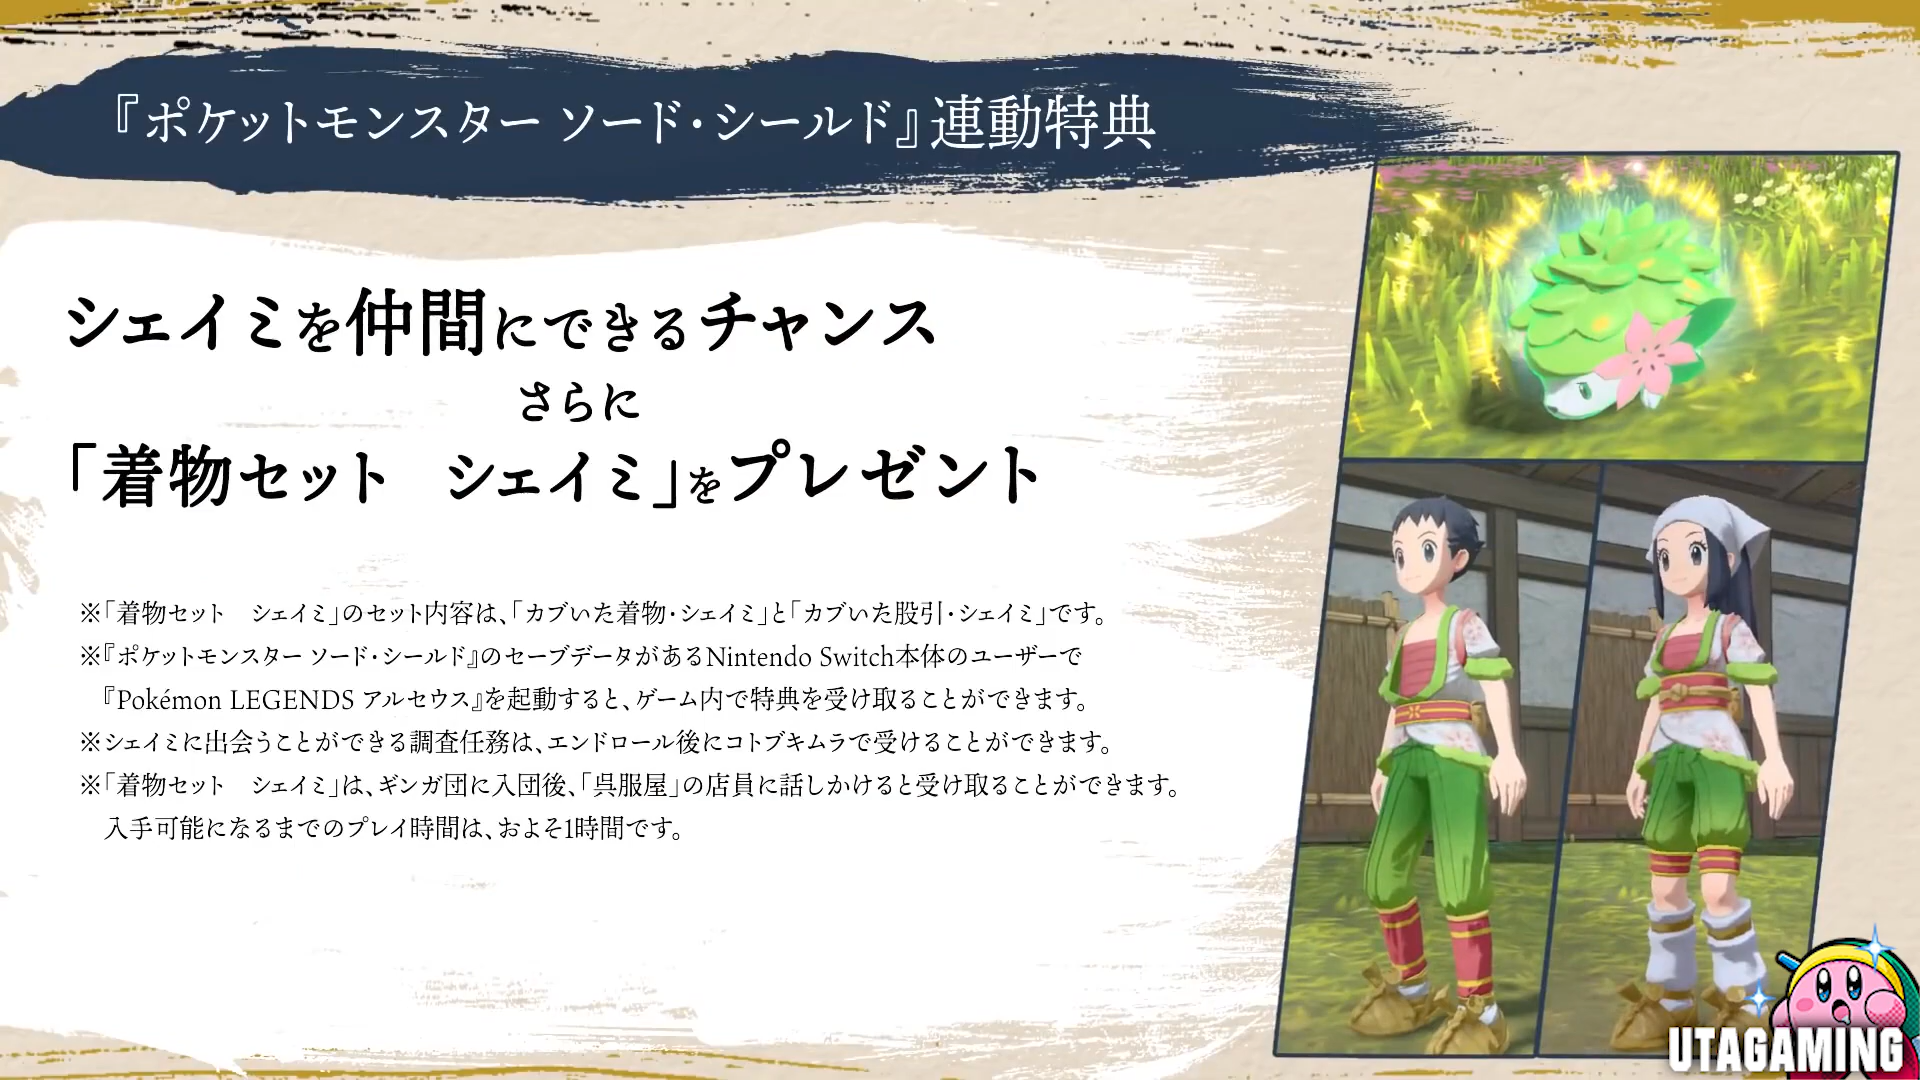 『ポケットモンスター ソード・シールド』連動特典
シェイミを仲間にできるチャンス
さらに
「着物セット　シェイミ」をプレゼント
※「着物セット　シェイミ」のセット内容は、「カブいた着物・シェイミ」と「カブいた股引・シェイミ」です。
※『ポケットモンスター ソード・シールド』のセーブデータがあるNintendo Switch本体のユーザーで
『Pokémon LEGENDS アルセウス』を起動すると、ゲーム内で特典を受け取ることができます。
※シェイミに出会うことができる調査任務は、エンドロール後にコトブキムラで受けることができます。
※「着物セット　シェイミ」は、ギンガ団に入団後、「呉服屋」の店員に話しかけると受け取ることができます。
入手可能になるまでのプレイ時間は、およそ1時間です。
UTAGAMING